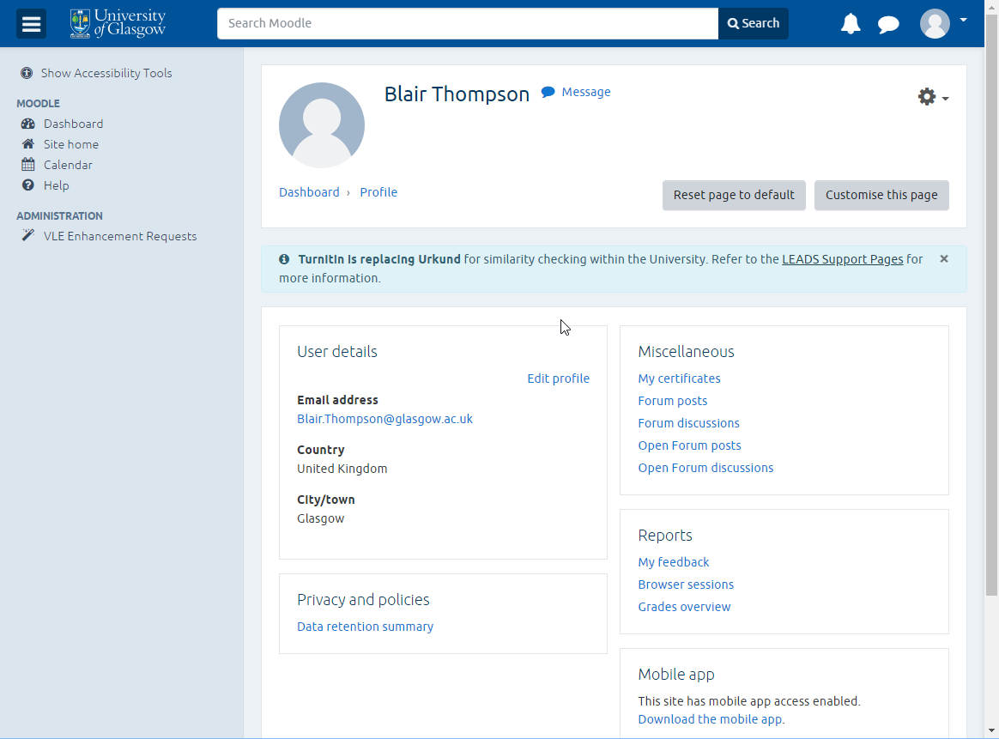 University
of Glasgow
Search Moodle
Search
Show Accessibility Tools
MOODLE
Dashboard
Site home
Calendar
Help
ADMINISTRATION
VLE Enhancement Requests
Blair Thompson
Message
Dashboard › Profile
Reset page to default
Customise this page
Turnitin is replacing Urkund for similarity checking within the University. Refer to the LEADS Support Pages for
more information.
×
User details
Edit profile
Email address
Blair.Thompson@glasgow.ac.uk
Country
United Kingdom
City/town
Glasgow
Privacy and policies
Data retention summary
Miscellaneous
My certificates
Forum posts
Forum discussions
Open Forum posts
Open Forum discussions
Reports
My feedback
Browser sessions
Grades overview
Mobile app
This site has mobile app access enabled.
Download the mobile app.